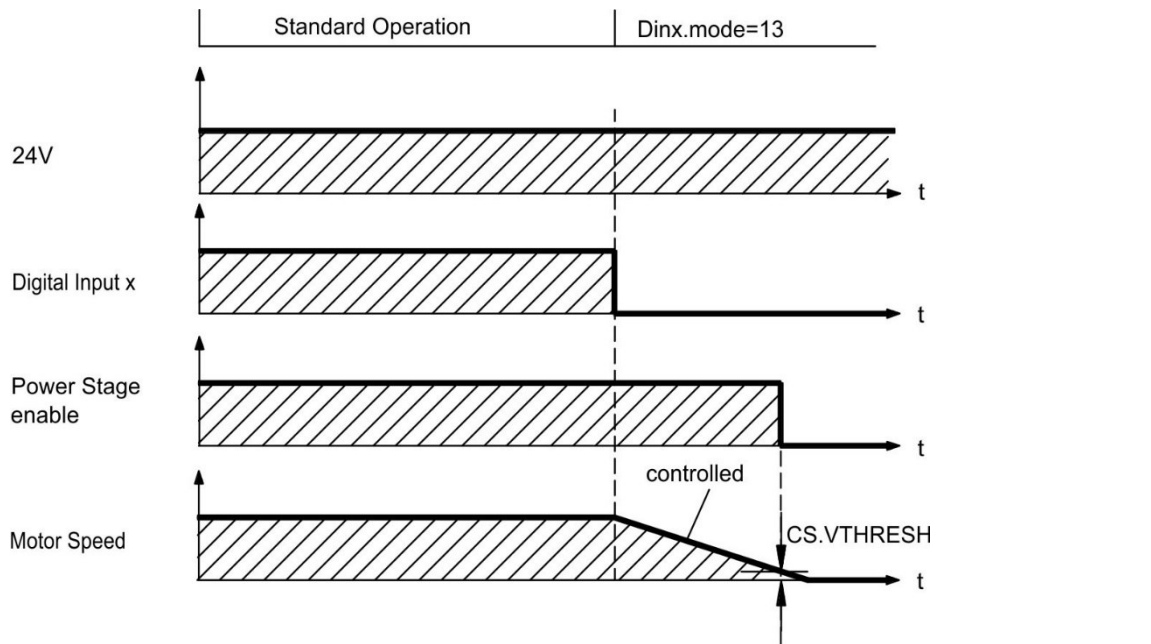 Standard Operation
Dinx.mode=13
24V
t
Digital Input x
t
Power Stage
enable
t
controlled
Motor Speed
CS.VTHRESH
t